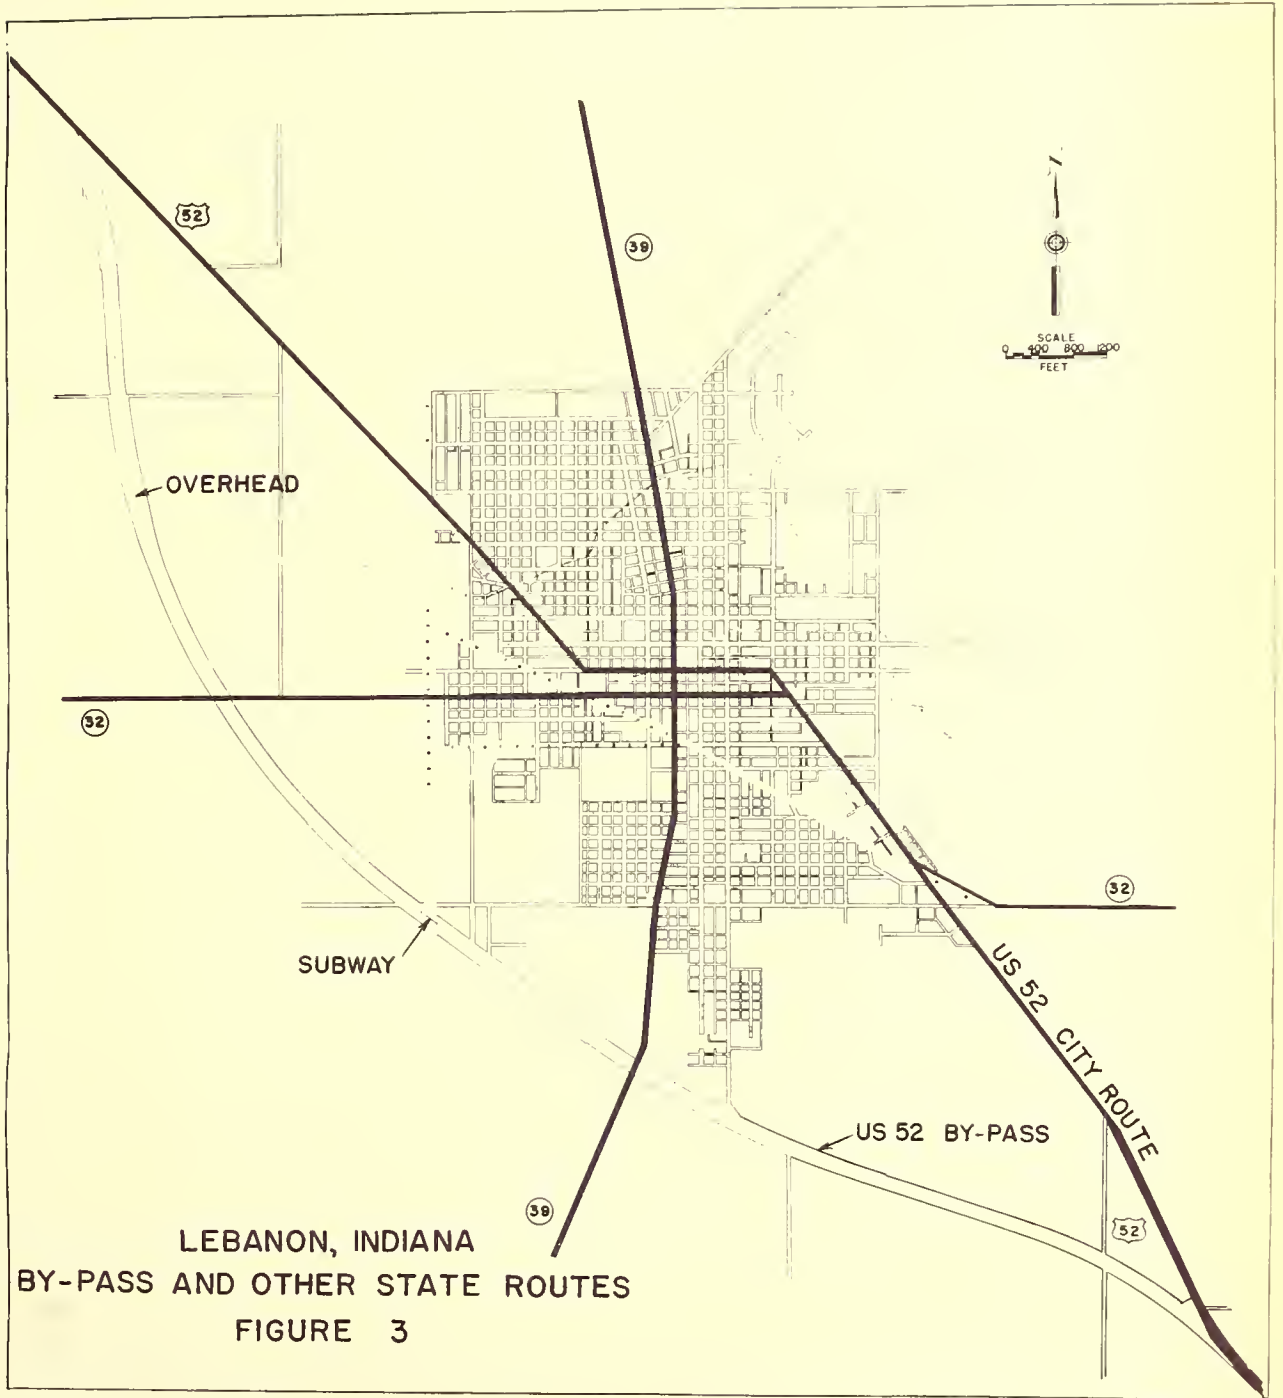 52
39
N
SCALE
0 400 800 1200
FEET
OVERHEAD
32
32
SUBWAY
US 52 CITY ROUTE
US 52 BY-PASS
52
39
LEBANON, INDIANA
BY-PASS AND OTHER STATE ROUTES
FIGURE 3